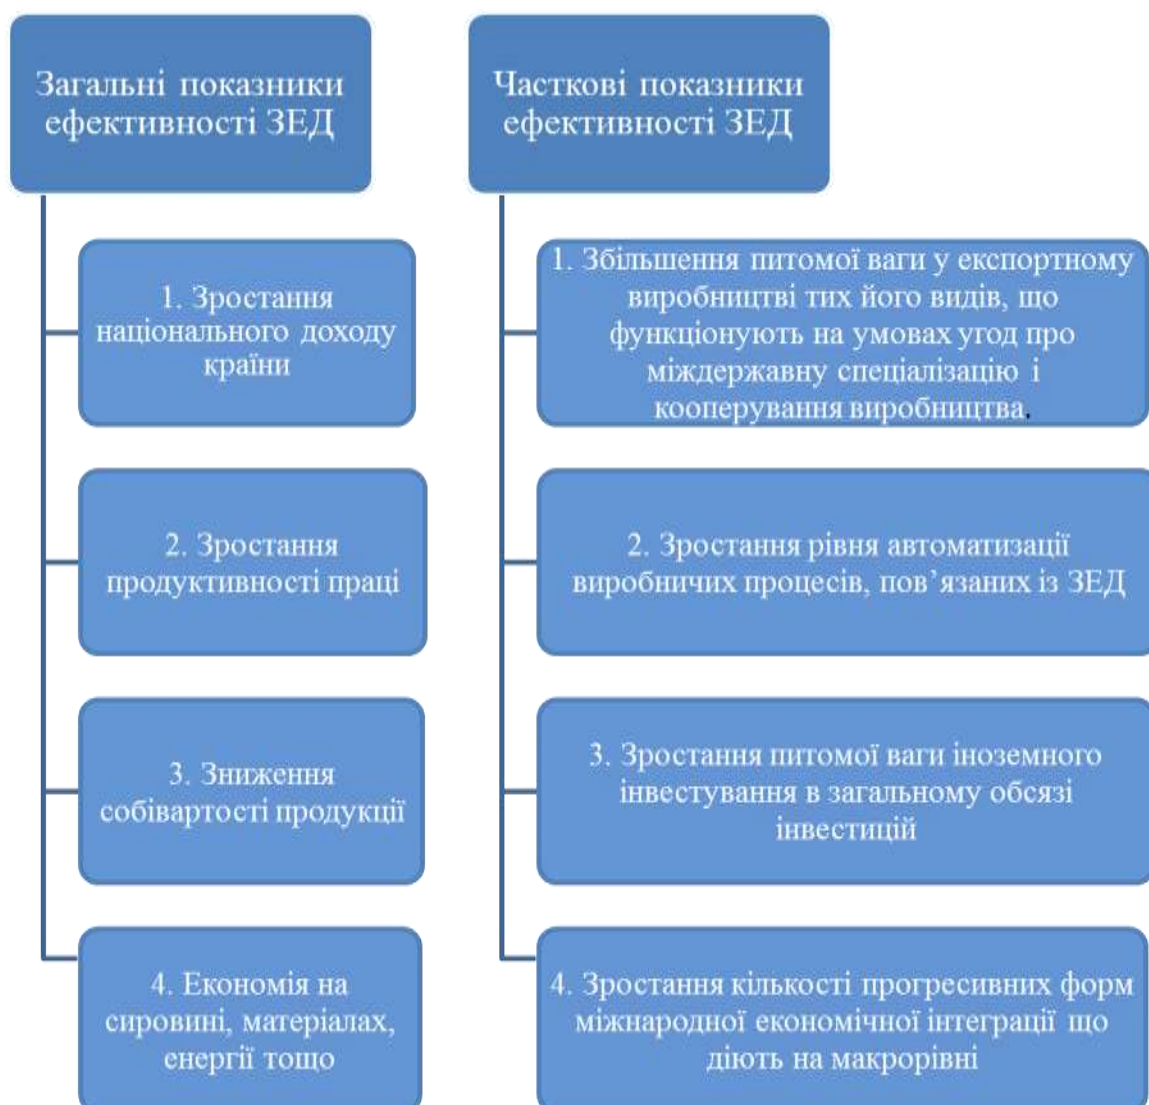 Загальні показники
ефективності ЗЕД
1. Зростання
національного доходу
країни
2. Зростання
продуктивності праці
3. Зниження
собівартості продукції
4. Економія на
сировині, матеріалах,
енергії тощо
Часткові показники
ефективності ЗЕД
1. Збільшення питомої ваги у експортному
виробництві тих його видів, що
функціонують на умовах угод про
міждержавну спеціалізацію і
кооперування виробництва.
2. Зростання рівня автоматизації
виробничих процесів, пов’язаних із ЗЕД
3. Зростання питомої ваги іноземного
інвестування в загальному обсязі
інвестицій
4. Зростання кількості прогресивних форм
міжнародної економічної інтеграції що
діють на макрорівні